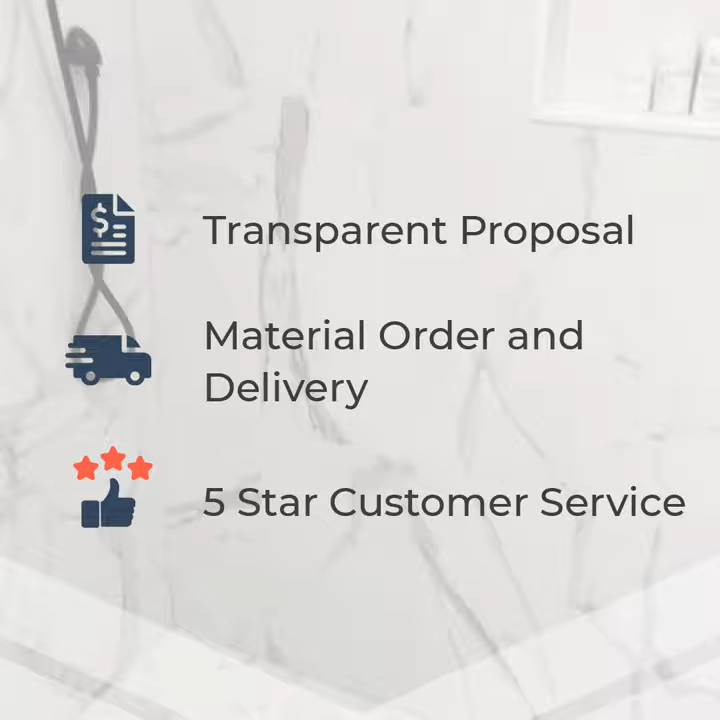 Transparent Proposal
Material Order and
Delivery
5 Star Customer Service